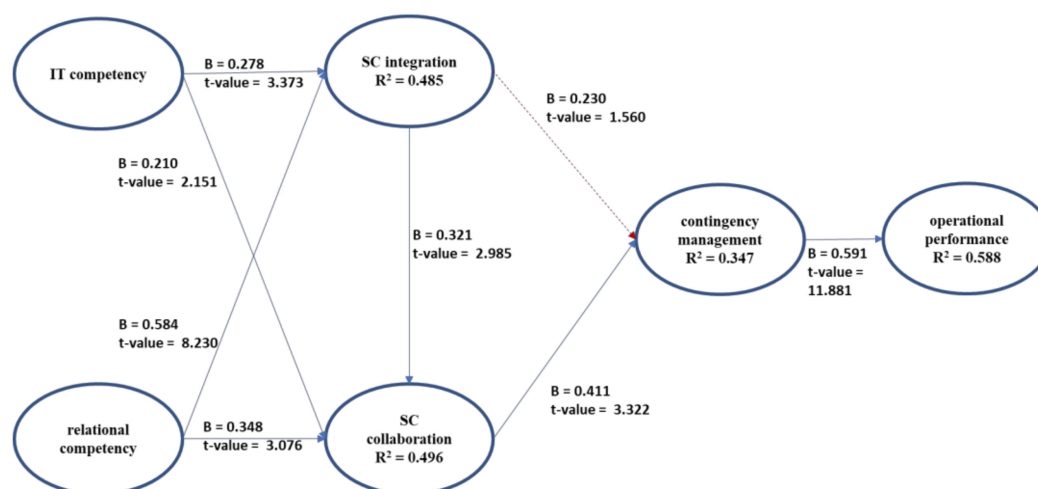 IT competency
B = 0.278
t-value = 3.373
SC integration
R² = 0.485
B = 0.230
t-value = 1.560
B = 0.210
t-value = 2.151
B = 0.321
t-value = 2.985
contingency
management
R² = 0.347
B = 0.591
t-value =
11.881
operational
performance
R² = 0.588
B = 0.584
t-value = 8.230
B = 0.411
t-value = 3.322
relational
competency
B = 0.348
t-value = 3.076
SC
collaboration
R² = 0.496